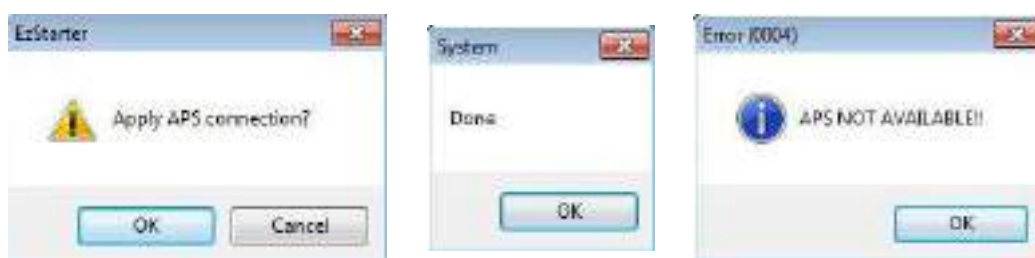 EzStarter
Apply APS connection?
OK Cancel
System
Done
OK
Error (0004)
APS NOT AVAILABLE!!
OK